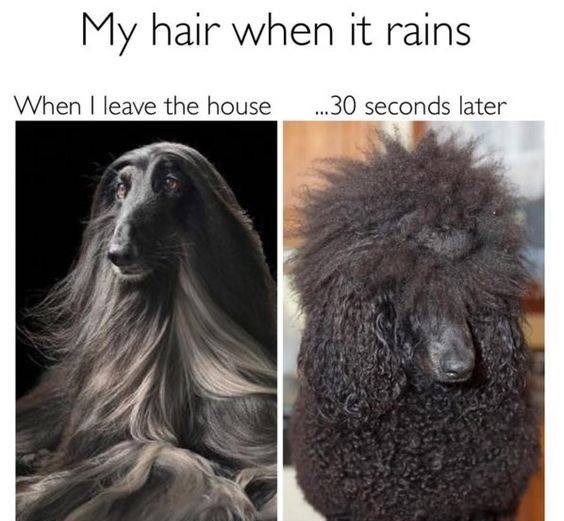 My hair when it rains
When I leave the house
...30 seconds later